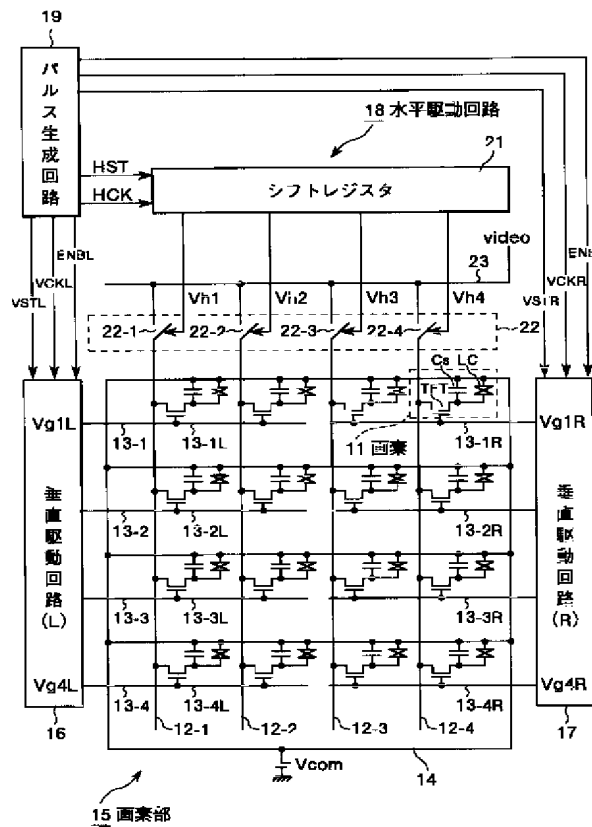 19
パルス生成回路
18 水平駆動回路
21
HST
HCK
シフトレジスタ
video
23
VSTL
VCKL
ENBL
VSTR
VCKR
Vh1
Vh2
Vh3
Vh4
22-1
22-2
22-3
22-4
22
Cs
LC
TFT
Vg1L
13-1
13-1L
11 画素
13-1R
Vg1R
垂直駆動回路(L)
13-2
13-2L
13-2R
垂直駆動回路(R)
13-3
13-3L
13-3R
Vg4L
13-4
13-4L
13-4R
Vg4R
16
12-1
12-2
12-3
12-4
17
Vcom
14
15 画素部